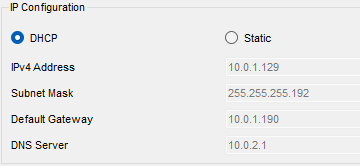 IP Configuration
DHCP Static
IPv4 Address 10.0.1.129
Subnet Mask 255.255.255.192
Default Gateway 10.0.1.190
DNS Server 10.0.2.1